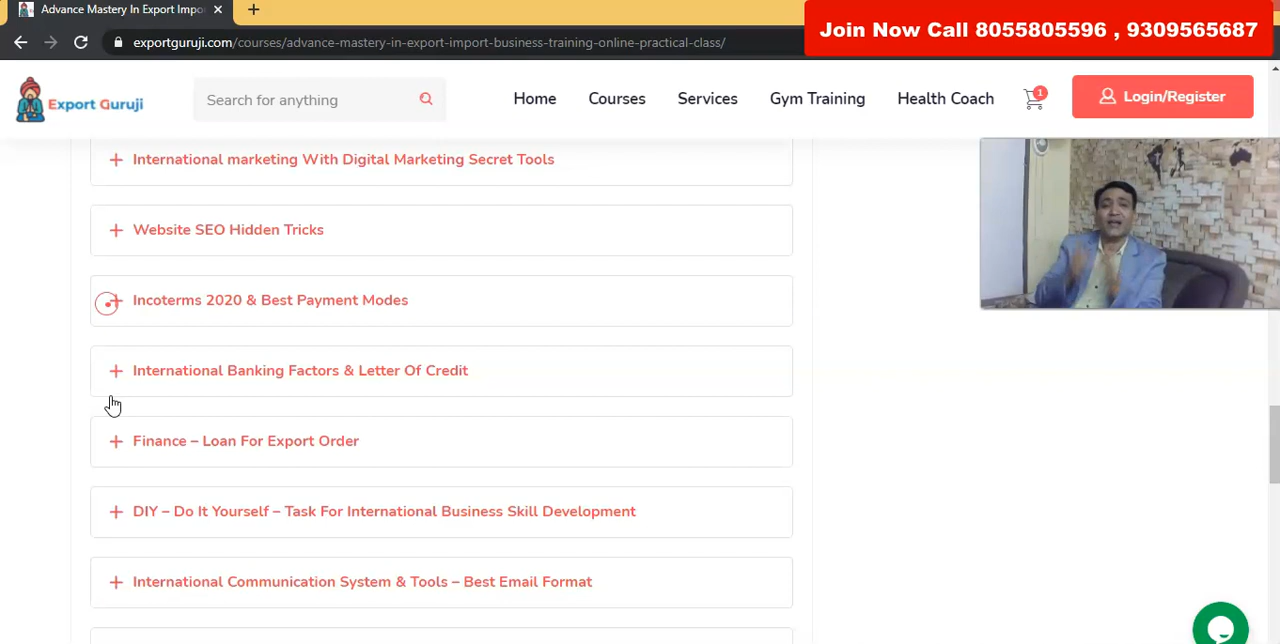 Advance Mastery In Export Impo
Join Now Call 8055805596 , 9309565687
exportguruji.com/courses/advance-mastery-in-export-import-business-training-online-practical-class/
Export Guruji
Search for anything
Home
Courses
Services
Gym Training
Health Coach
1
Login/Register
International marketing With Digital Marketing Secret Tools
Website SEO Hidden Tricks
Incoterms 2020 & Best Payment Modes
International Banking Factors & Letter Of Credit
Finance – Loan For Export Order
DIY – Do It Yourself – Task For International Business Skill Development
International Communication System & Tools – Best Email Format